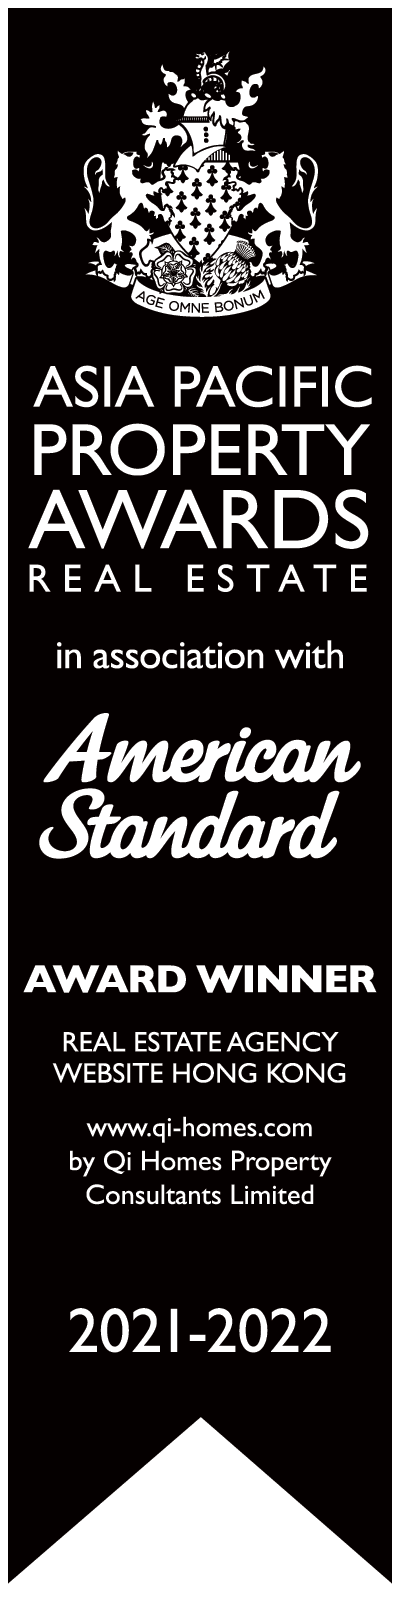 AGE OMNE BONUM
ASIA PACIFIC
PROPERTY
AWARDS
REAL ESTATE
in association with
American
Standard
AWARD WINNER
REAL ESTATE AGENCY
WEBSITE HONG KONG
www.qi-homes.com
by Qi Homes Property
Consultants Limited
2021-2022